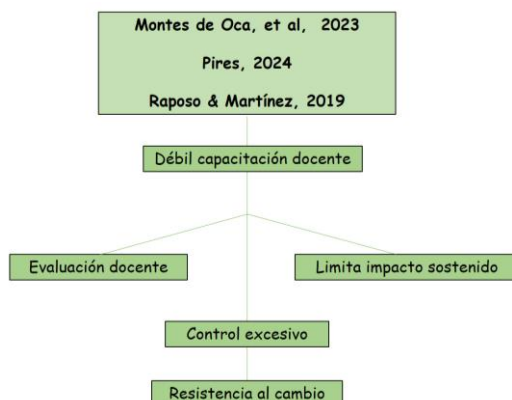 Montes de Oca, et al, 2023
Pires, 2024
Raposo & Martínez, 2019
Débil capacitación docente
Evaluación docente
Limita impacto sostenido
Control excesivo
Resistencia al cambio